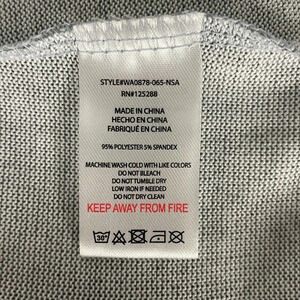 STYLE#WA0878-065-NSA
RN#125288
MADE IN CHINA
HECHO EN CHINA
FABRIQUÉ EN CHINA
95% POLYESTER 5% SPANDEX
MACHINE WASH COLD WITH LIKE COLORS
DO NOT BLEACH
DO NOT TUMBLE DRY
LOW IRON IF NEEDED
DO NOT DRY CLEAN
KEEP AWAY FROM FIRE
30°